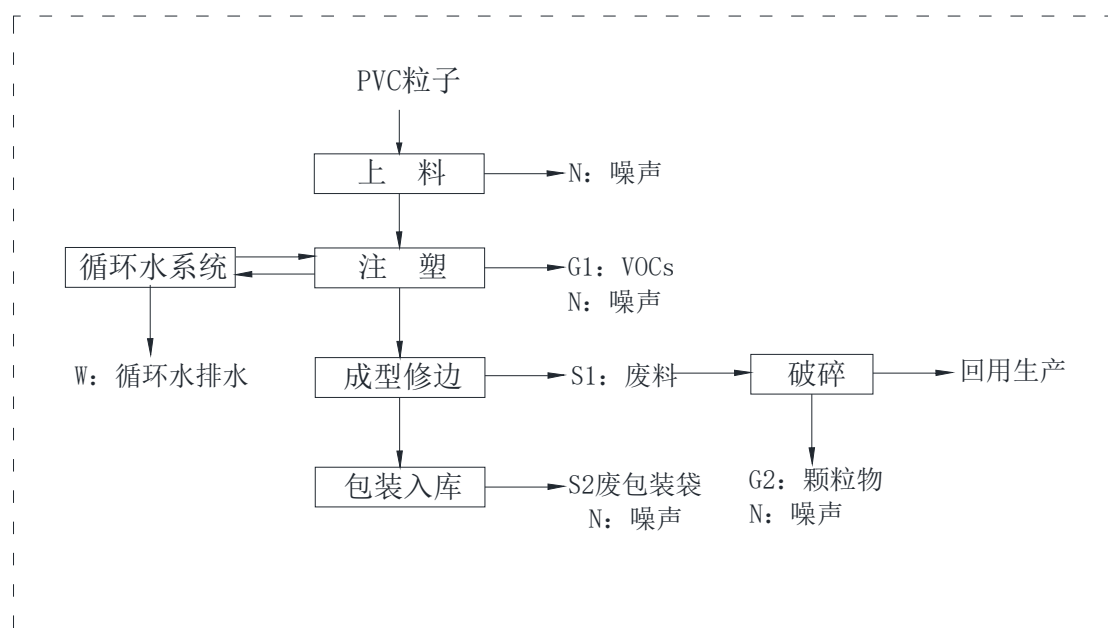 PVC粒子
上 料
N: 噪声
循环水系统
注 塑
G1: VOCs
N: 噪声
W: 循环水排水
成型修边
S1: 废料
破碎
回用生产
包装入库
S2废包装袋
N: 噪声
G2: 颗粒物
N: 噪声